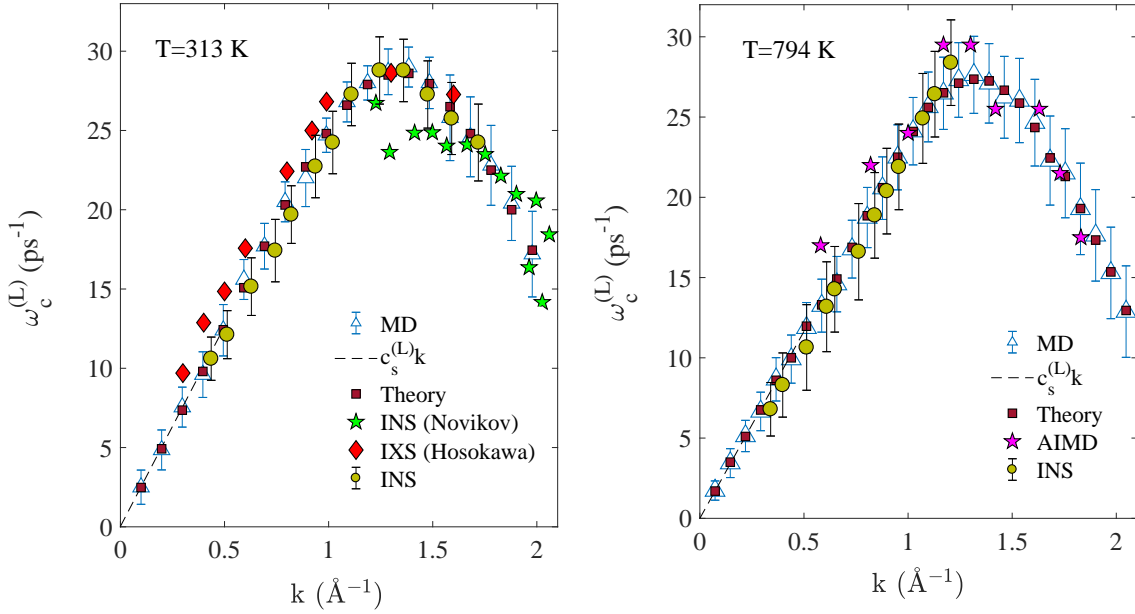 T=313 K
30
25
20
15
10
5
0
ω_c^(L) (ps^-1)
MD
c_s^(L)k
Theory
INS (Novikov)
IXS (Hosokawa)
INS
0 0.5 1 1.5 2
k (Å^−1)
T=794 K
30
25
20
15
10
5
0
ω_c^(L) (ps^-1)
MD
c_s^(L)k
Theory
AIMD
INS
0 0.5 1 1.5 2
k (Å^−1)